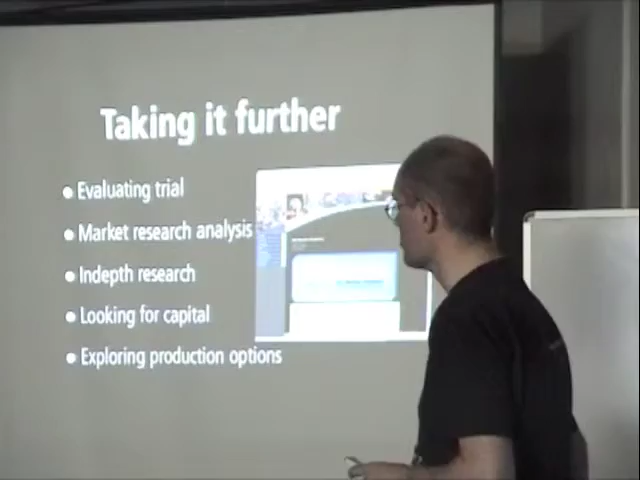 Taking it further
Evaluating trial
Market research analysis
Indepth research
Looking for capital
Exploring production options